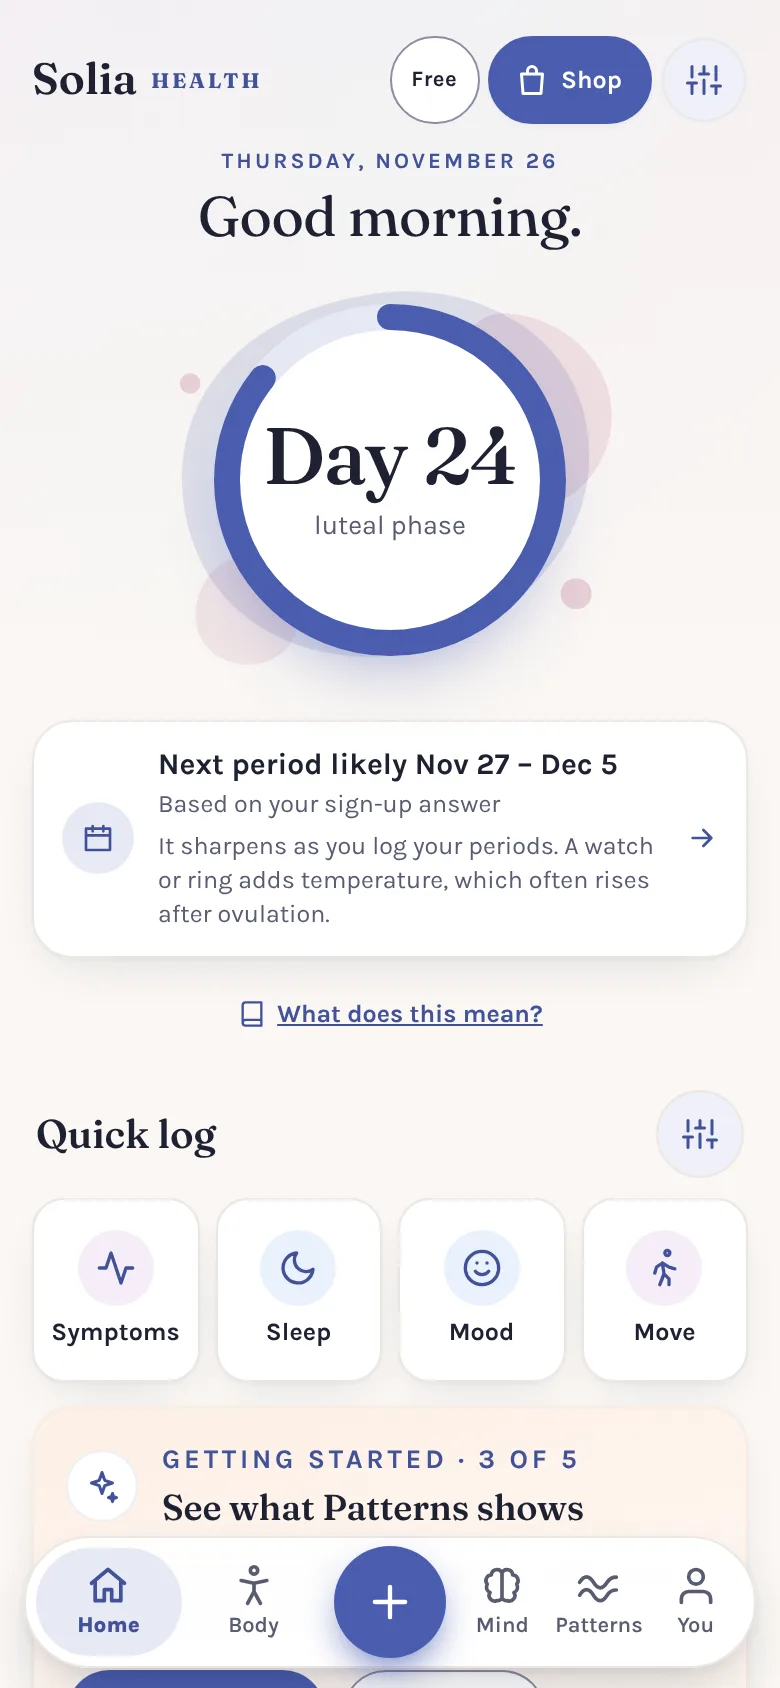 Solia HEALTH
Free
Shop
THURSDAY, NOVEMBER 26
Good morning.
Day 24
luteal phase
Next period likely Nov 27 – Dec 5
Based on your sign-up answer
It sharpens as you log your periods. A watch
or ring adds temperature, which often rises
after ovulation.
What does this mean?
Quick log
Symptoms
Sleep
Mood
Move
GETTING STARTED · 3 OF 5
See what Patterns shows
Home
Body
Mind
Patterns
You